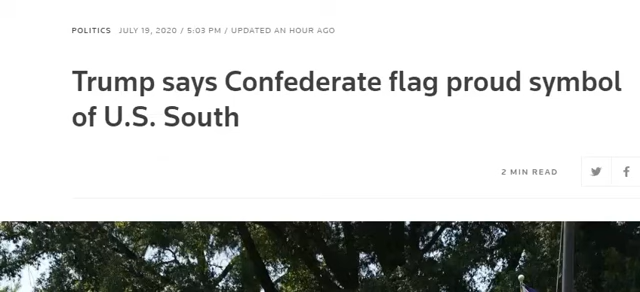 POLITICS JULY 19, 2020 / 5:03 PM / UPDATED AN HOUR AGO
Trump says Confederate flag proud symbol
of U.S. South
2 MIN READ